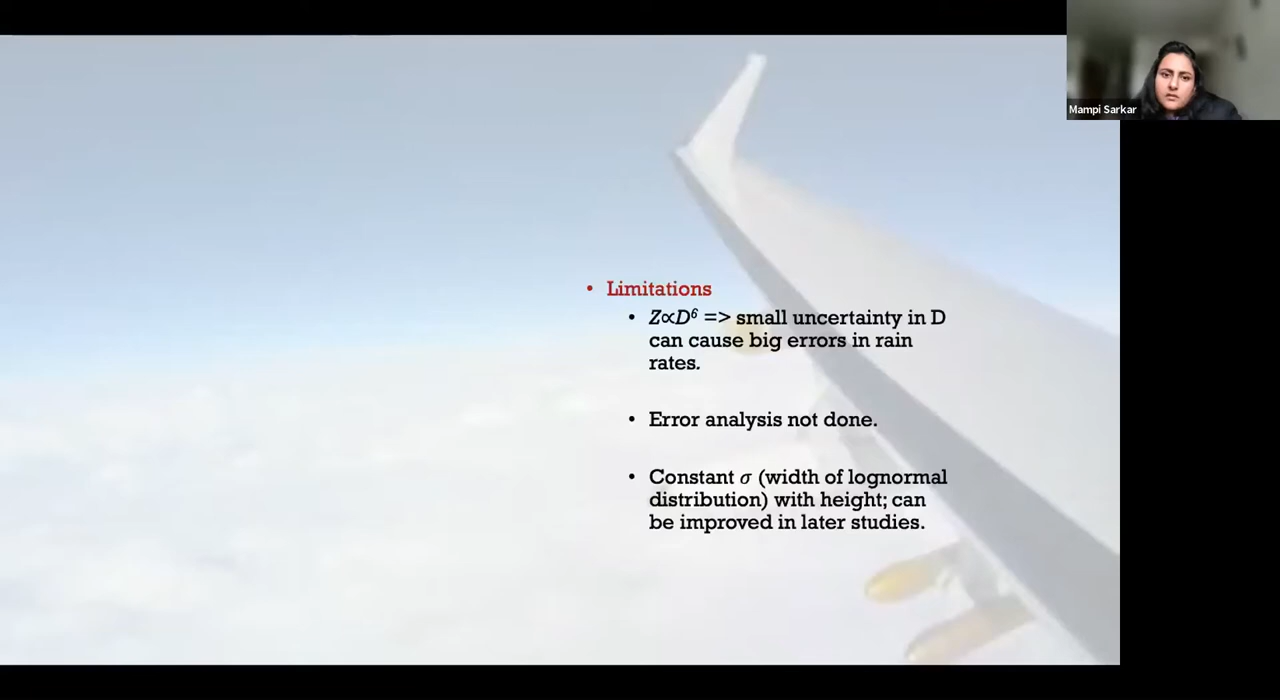 Mampi Sarkar
• Limitations
• Z∝D⁶ => small uncertainty in D
can cause big errors in rain
rates.
• Error analysis not done.
• Constant σ (width of lognormal
distribution) with height; can
be improved in later studies.